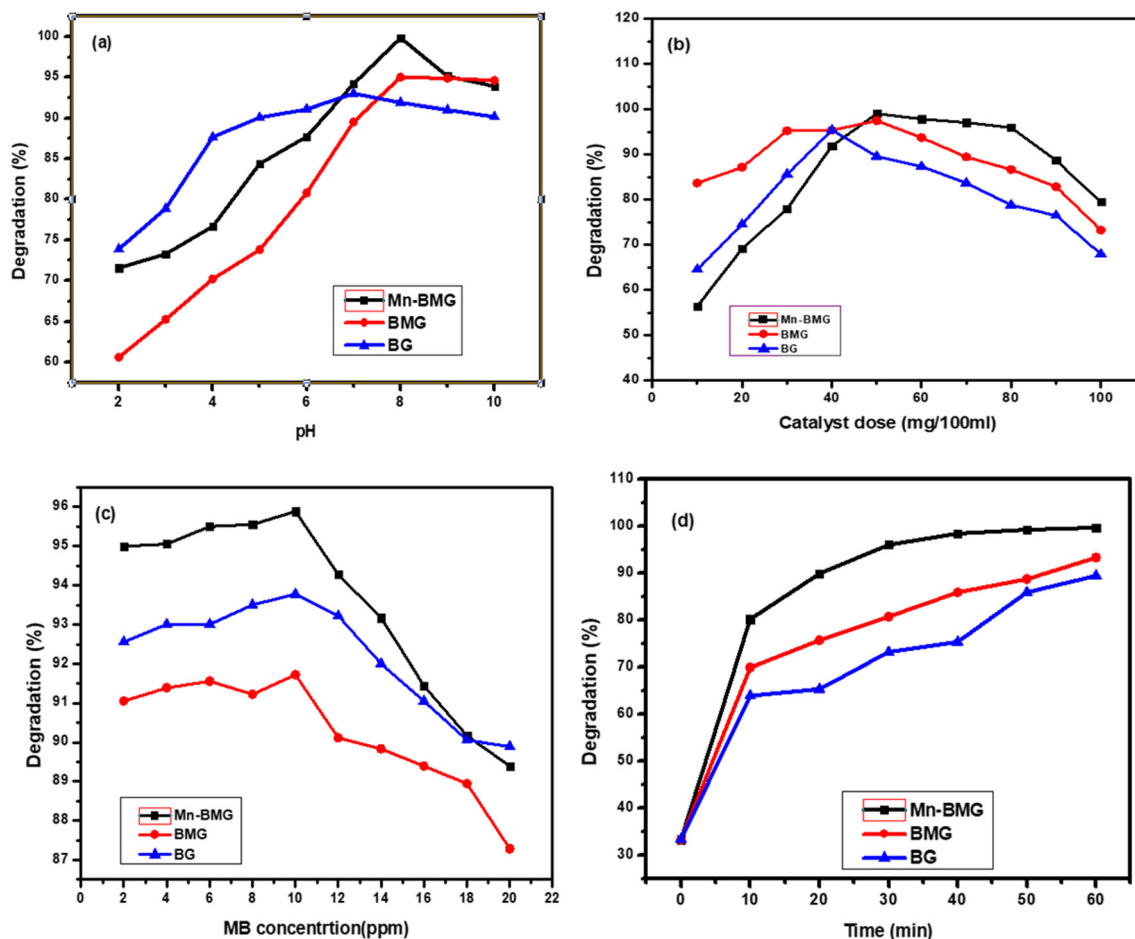 (a)
Degradation (%)
100
95
90
85
80
75
70
65
60
Mn-BMG
BMG
BG
2 4 6 8 10
pH
(b)
Degradation (%)
120
110
100
90
80
70
60
50
40
Mn-BMG
BMG
BG
0 20 40 60 80 100
Catalyst dose (mg/100ml)
(c)
Degradation (%)
96
95
94
93
92
91
90
89
88
87
Mn-BMG
BMG
BG
0 2 4 6 8 10 12 14 16 18 20 22
MB concentrtion(ppm)
(d)
Degradation (%)
110
100
90
80
70
60
50
40
30
Mn-BMG
BMG
BG
0 10 20 30 40 50 60
Time (min)